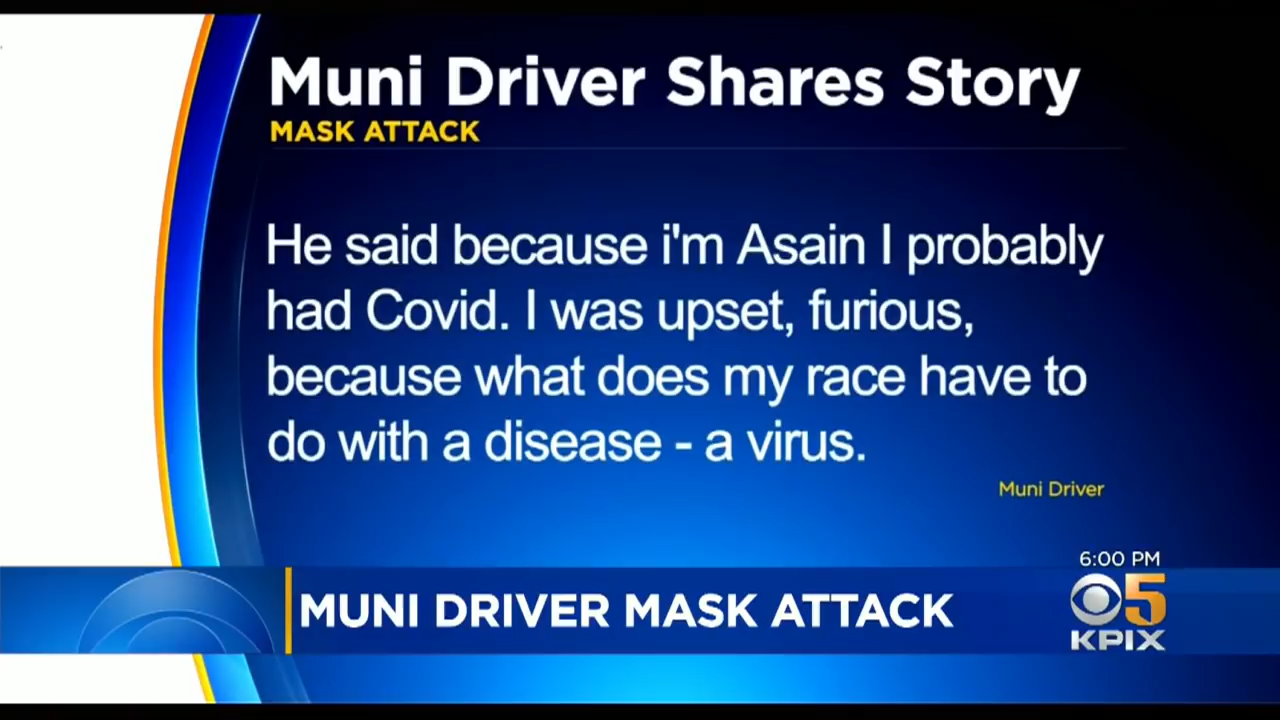 Muni Driver Shares Story
MASK ATTACK
He said because i'm Asain I probably
had Covid. I was upset, furious,
because what does my race have to
do with a disease - a virus.
Muni Driver
6:00 PM
MUNI DRIVER MASK ATTACK
5
KPIX